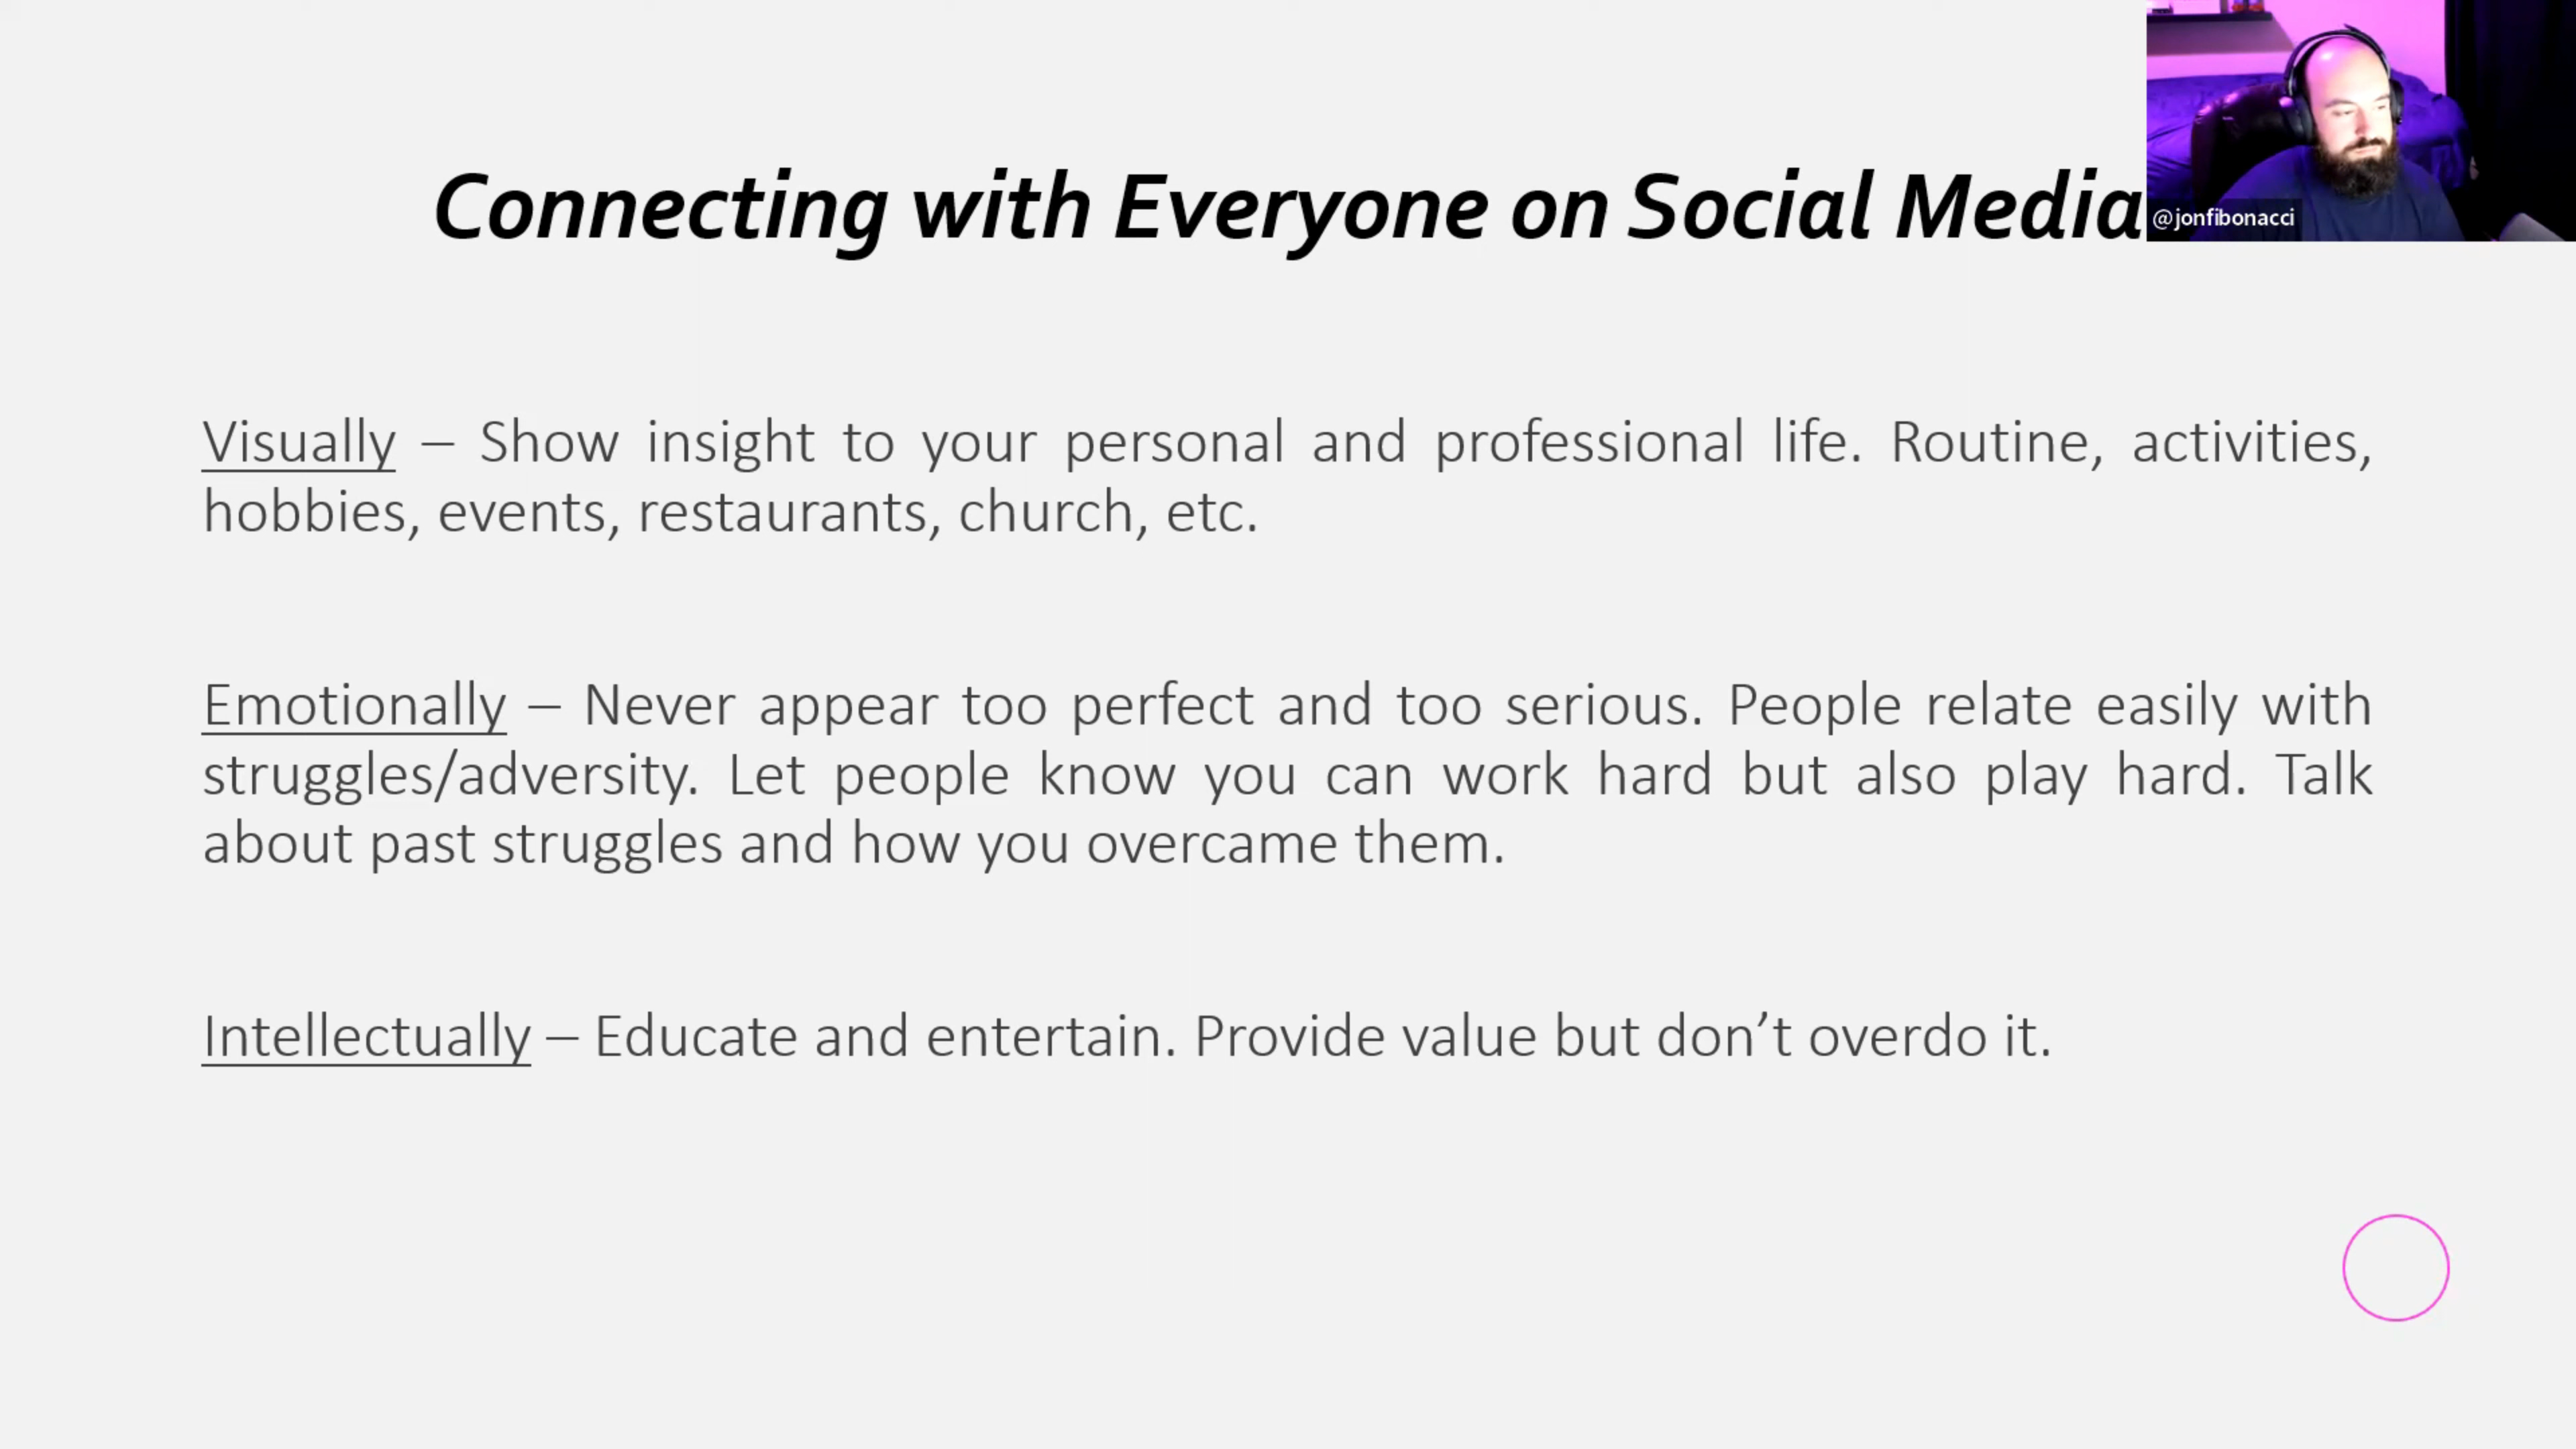 Connecting with Everyone on Social Media
@jonfibonacci
Visually – Show insight to your personal and professional life. Routine, activities,
hobbies, events, restaurants, church, etc.
Emotionally – Never appear too perfect and too serious. People relate easily with
struggles/adversity. Let people know you can work hard but also play hard. Talk
about past struggles and how you overcame them.
Intellectually – Educate and entertain. Provide value but don’t overdo it.